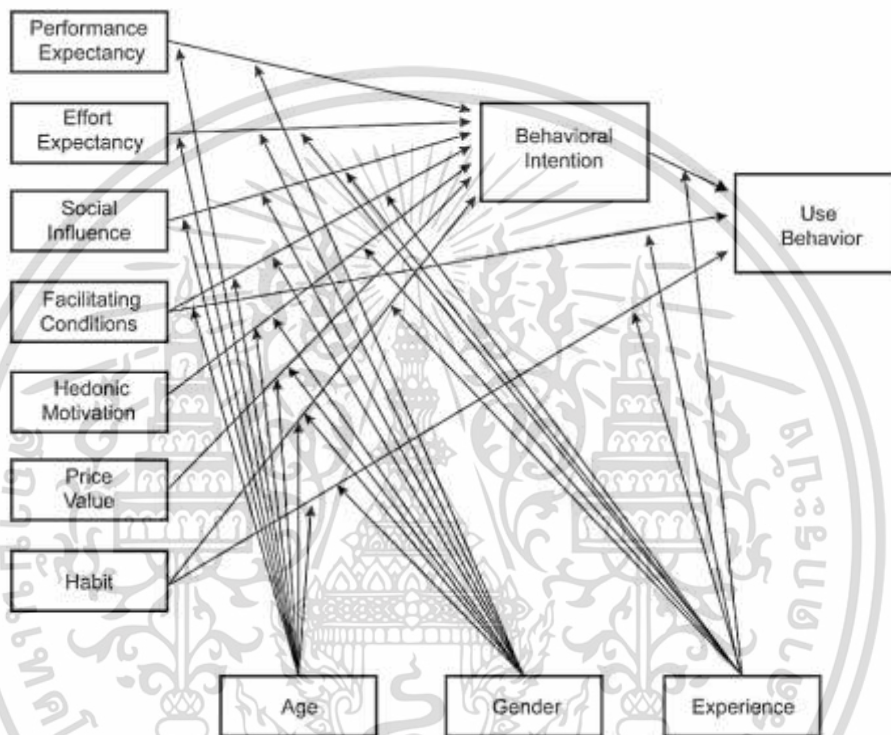 Performance
Expectancy
Effort
Expectancy
Social
Influence
Facilitating
Conditions
Hedonic
Motivation
Price
Value
Habit
Behavioral
Intention
Use
Behavior
Age
Gender
Experience